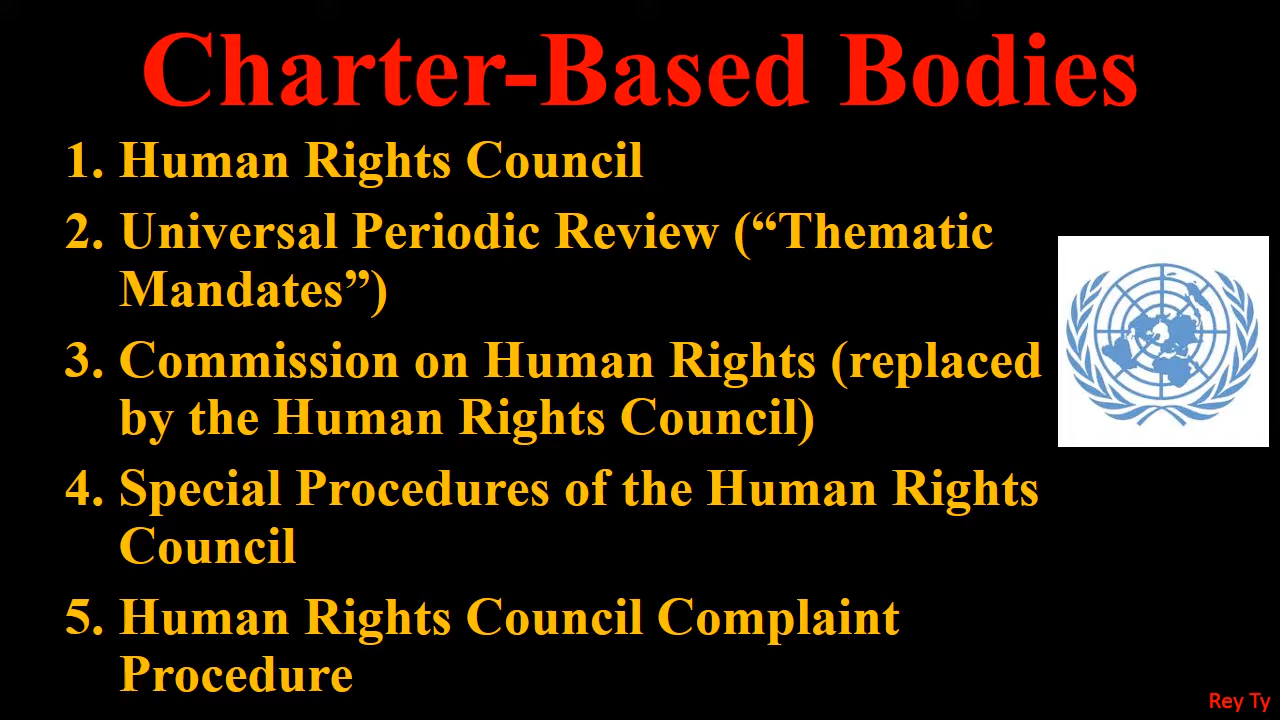 Charter-Based Bodies
1. Human Rights Council
2. Universal Periodic Review (“Thematic
Mandates”)
3. Commission on Human Rights (replaced
by the Human Rights Council)
4. Special Procedures of the Human Rights
Council
5. Human Rights Council Complaint
Procedure
Rey Ty